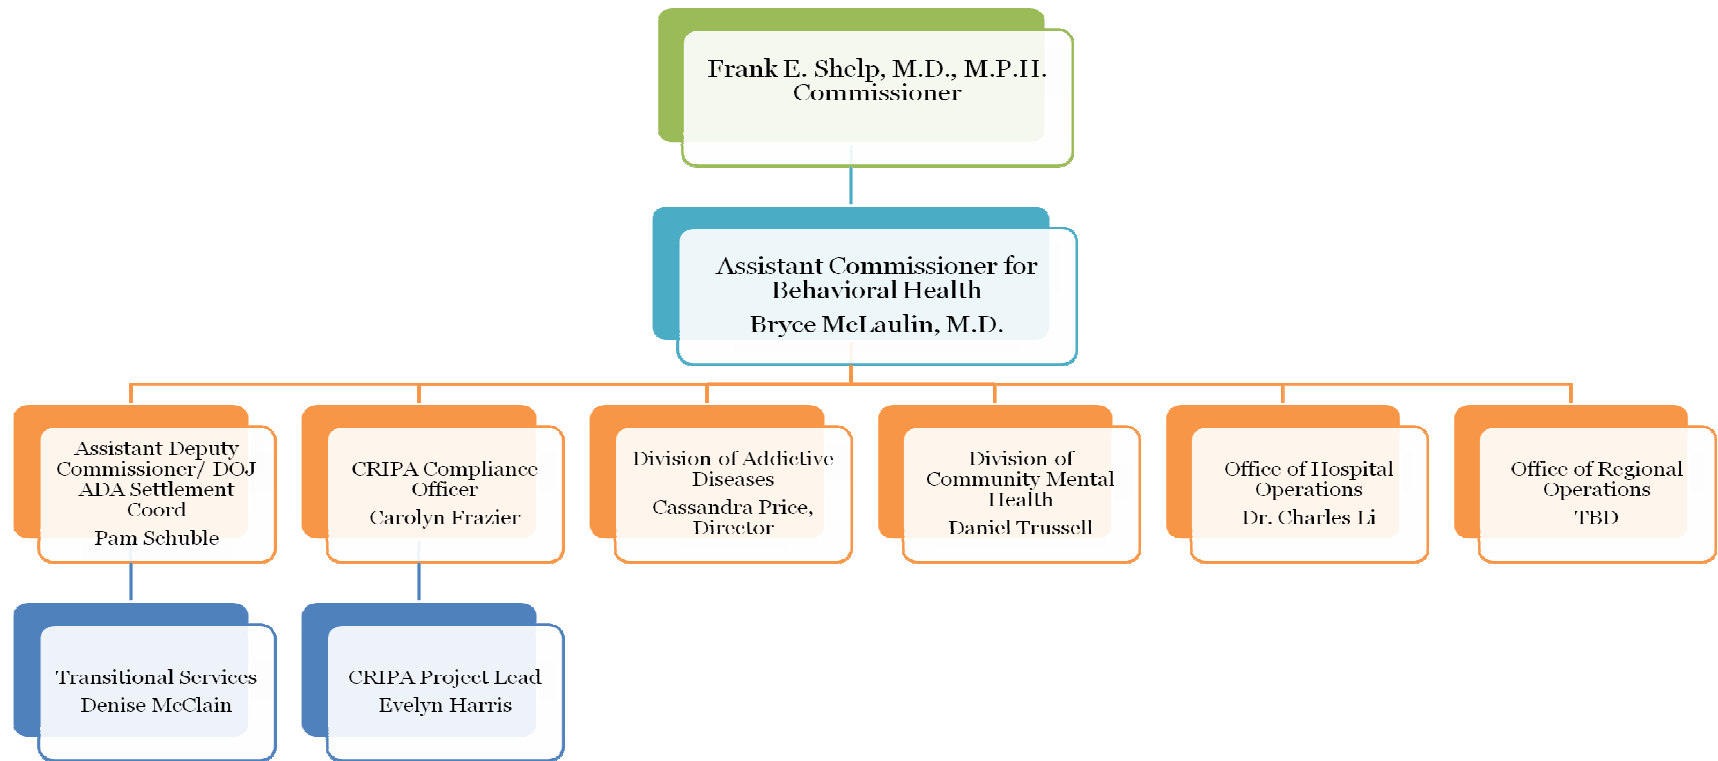 Frank E. Shelp, M.D., M.P.H.
Commissioner
Assistant Commissioner for
Behavioral Health
Bryce McLaulin, M.D.
Assistant Deputy
Commissioner/ DOJ
ADA Settlement
Coord
Pam Schuble
CRIPA Compliance
Officer
Carolyn Frazier
Division of Addictive
Diseases
Cassandra Price,
Director
Division of
Community Mental
Health
Daniel Trussell
Office of Hospital
Operations
Dr. Charles Li
Office of Regional
Operations
TBD
Transitional Services
Denise McClain
CRIPA Project Lead
Evelyn Harris